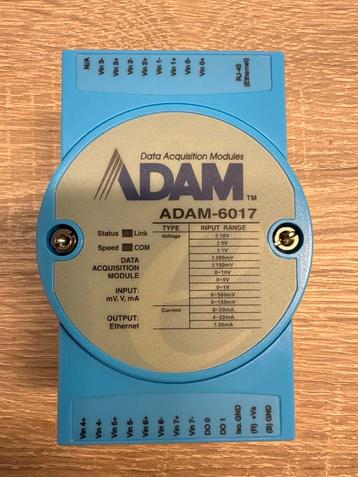 N/A
Vin 3-
Vin 3+
Vin 2-
Vin 2+
Vin 1-
Vin 1+
Vin 0-
Vin 0+
RJ-45
(Ethernet)
Data Acquisition Modules
ADAM™
ADAM-6017
Status Link
Speed COM
DATA
ACQUISITION
MODULE
INPUT:
mV, V, mA
OUTPUT:
Ethernet
TYPE INPUT RANGE
Voltage ±10V
±5V
±1V
±500mV
±150mV
0~10V
0~5V
0~1V
0~500mV
0~150mV
Current 0~20mA
4~20mA
±20mA
Vin 4+
Vin 4-
Vin 5+
Vin 5-
Vin 6+
Vin 6-
Vin 7+
Vin 7-
DO 0
DO 1
Iso. GND
(R) +Vs
(B) GND